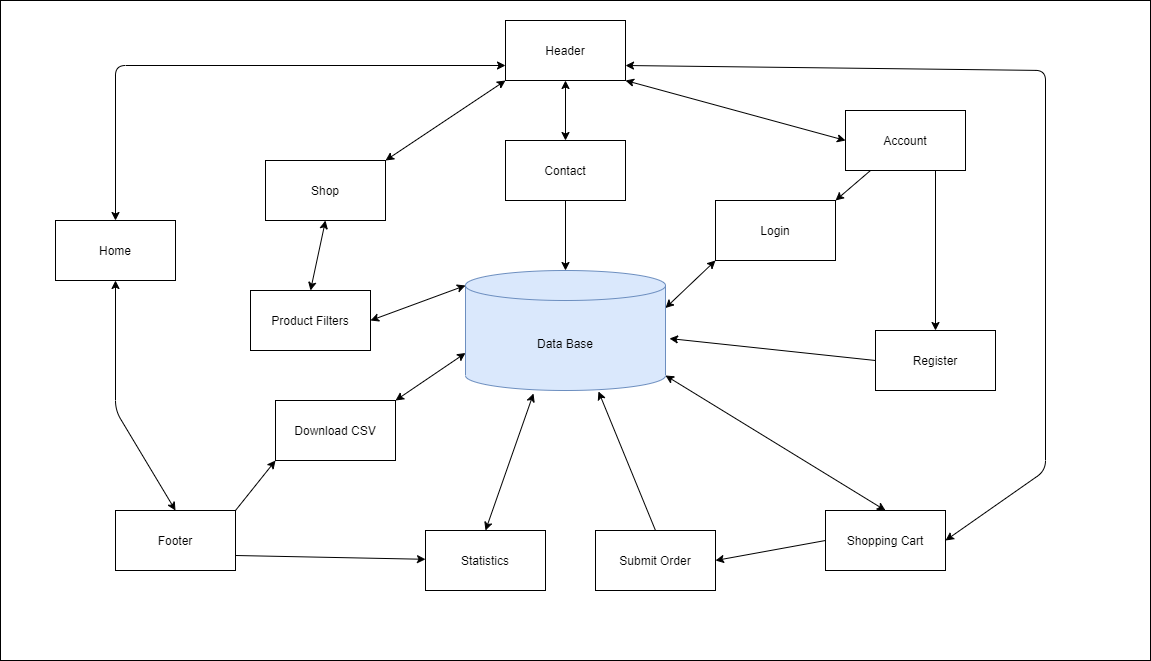 Header
Account
Contact
Shop
Login
Home
Product Filters
Data Base
Register
Download CSV
Footer
Statistics
Submit Order
Shopping Cart